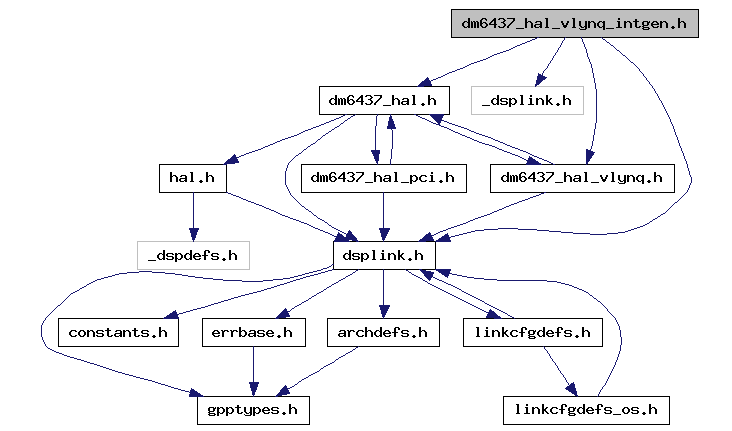 dm6437_hal_vlynq_intgen.h
dm6437_hal.h
_dsplink.h
hal.h
dm6437_hal_pci.h
dm6437_hal_vlynq.h
_dspdefs.h
dsplink.h
constants.h
errbase.h
archdefs.h
linkcfgdefs.h
gpptypes.h
linkcfgdefs_os.h